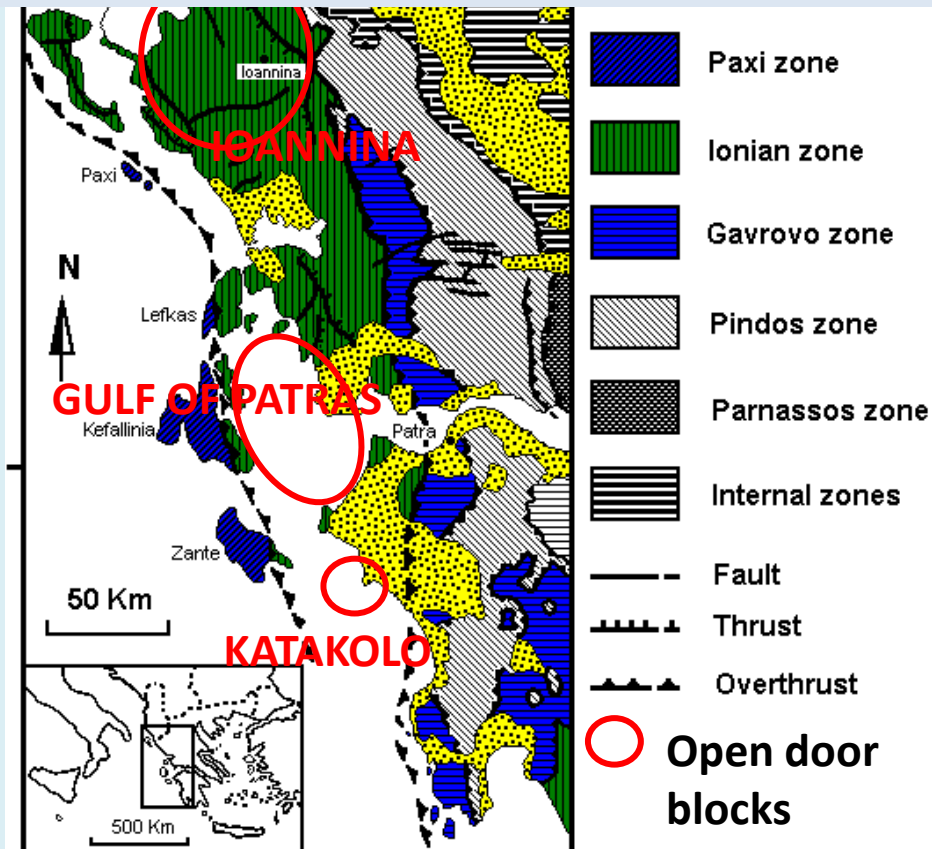 Ioannina
IOANNINA
Paxi
N
Lefkas
GULF OF PATRAS
Kefallinia
Patra
Zante
50 Km
KATAKOLO
500 Km
Paxi zone
Ionian zone
Gavrovo zone
Pindos zone
Parnassos zone
Internal zones
Fault
Thrust
Overthrust
Open door
blocks